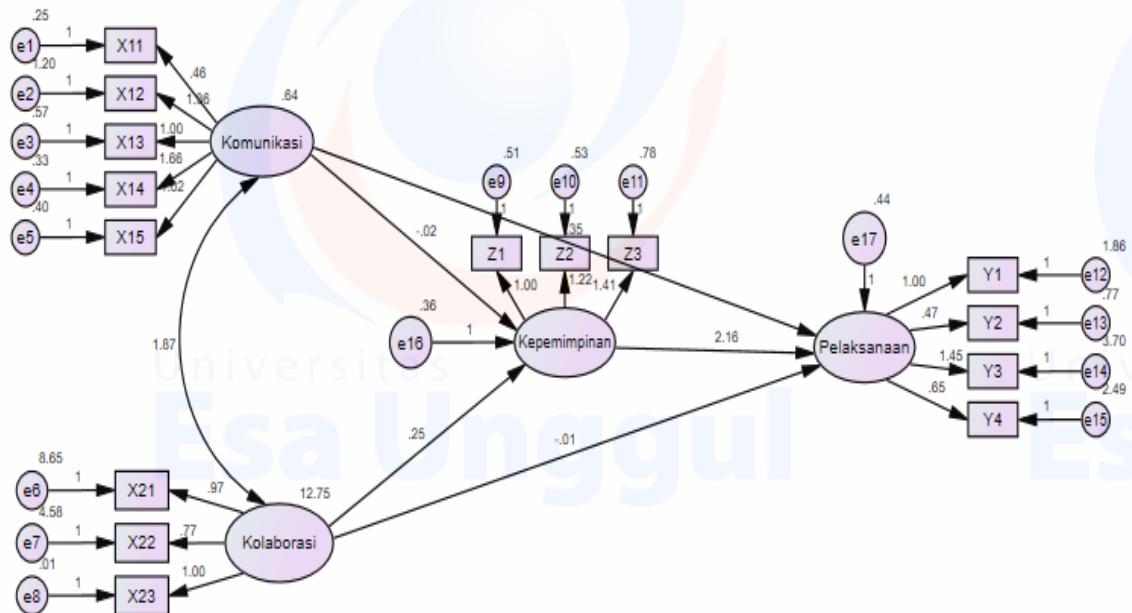 .25
e1 1 X11
1.20
e2 1 X12
.57
e3 1 X13
.33
e4 1 X14
.40
e5 1 X15
.46
1.00
1.66
.64
Komunikasi
1.87
-.02
.35
.51
e9
1
Z1
.53
e10
1
Z2
.78
e11
1
Z3
1.00
1.22
1.41
.36
e16 1 Kepemimpinan
2.16
.44
e17
1
Pelaksanaan
1.00 Y1 1 e12
1.86
.47 Y2 1 e13
.77
1.45 Y3 1 e14
3.70
.65 Y4 1 e15
2.49
.25
-.01
Universitas
Esa Unggul
8.65
e6 1 X21 .97
4.58
e7 1 X22 .77
.01
e8 1 X23 1.00
12.75
Kolaborasi